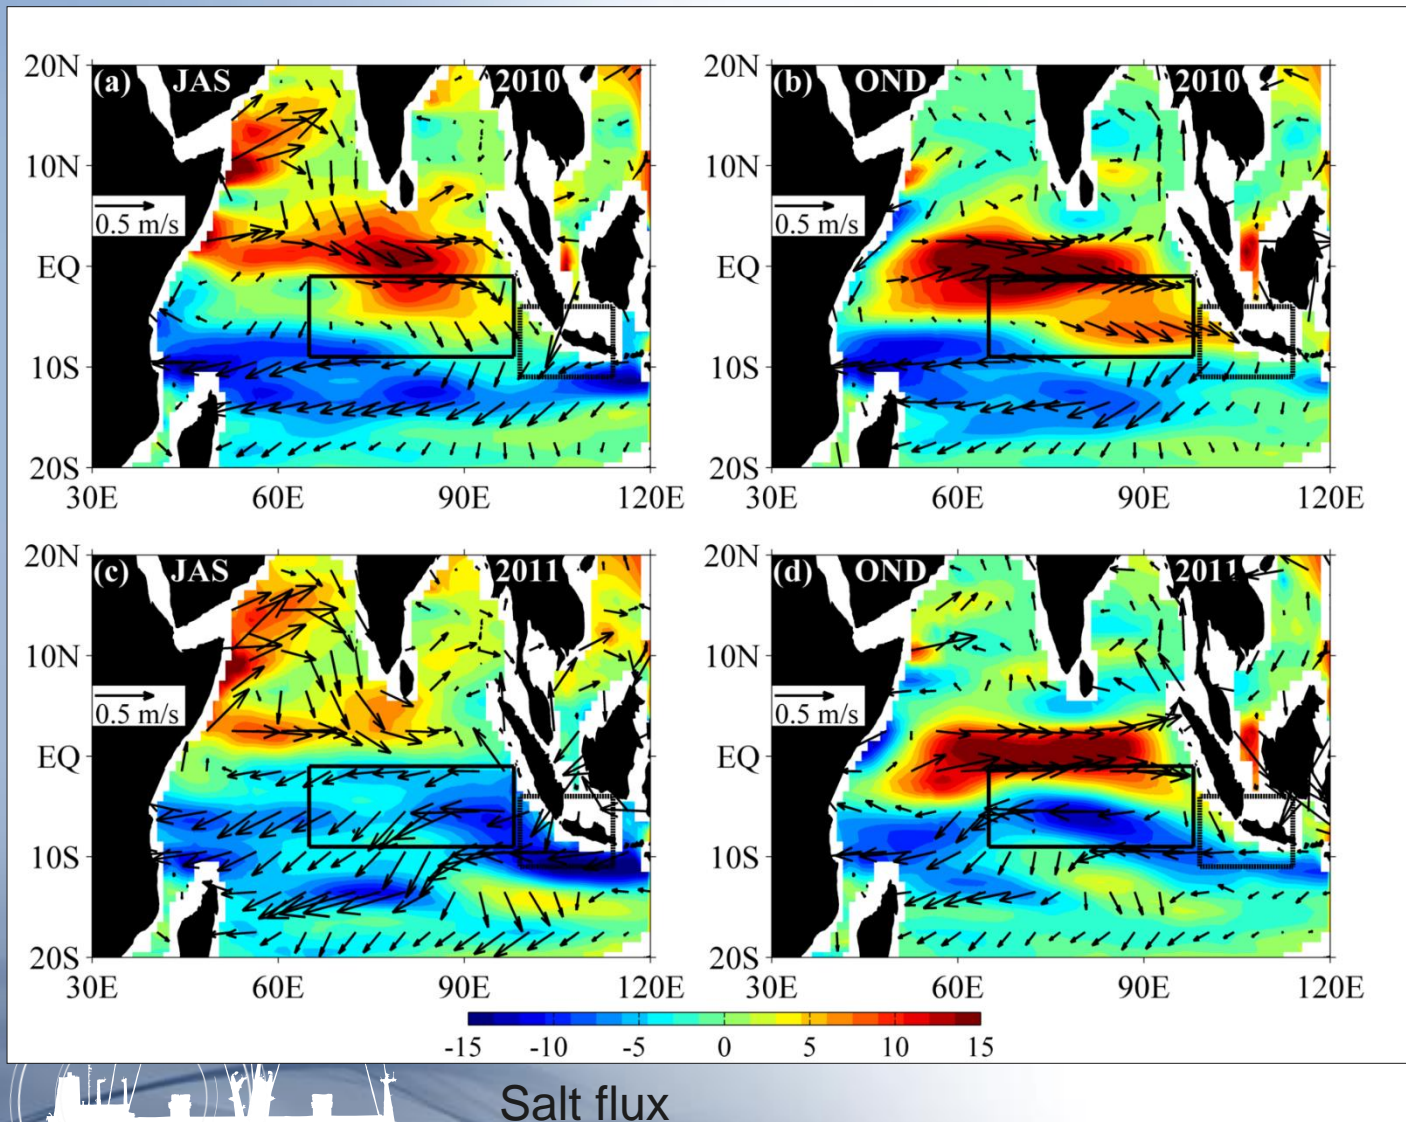 (a) JAS 2010
20N
10N
EQ
10S
20S
0.5 m/s
30E 60E 90E 120E
(b) OND 2010
20N
10N
EQ
10S
20S
0.5 m/s
30E 60E 90E 120E
(c) JAS 2011
20N
10N
EQ
10S
20S
0.5 m/s
30E 60E 90E 120E
(d) OND 2011
20N
10N
EQ
10S
20S
0.5 m/s
30E 60E 90E 120E
-15 -10 -5 0 5 10 15
Salt flux